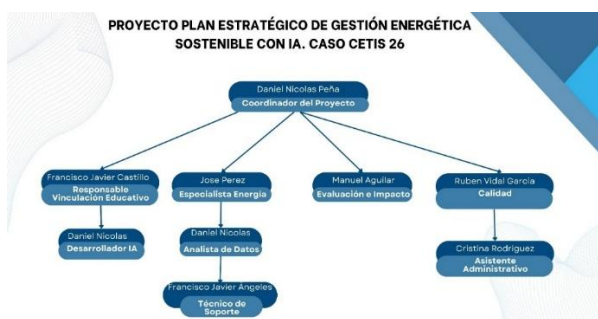 PROYECTO PLAN ESTRATÉGICO DE GESTIÓN ENERGÉTICA
SOSTENIBLE CON IA. CASO CETIS 26
Daniel Nicolas Peña
Coordinador del Proyecto
Francisco Javier Castillo
Responsable
Vinculación Educativo
Jose Perez
Especialista Energía
Manuel Aguilar
Evaluación e Impacto
Ruben Vidal Garcia
Calidad
Daniel Nicolas
Desarrollador IA
Daniel Nicolas
Analista de Datos
Cristina Rodriguez
Asistente
Administrativo
Francisco Javier Ángeles
Técnico de
Soporte